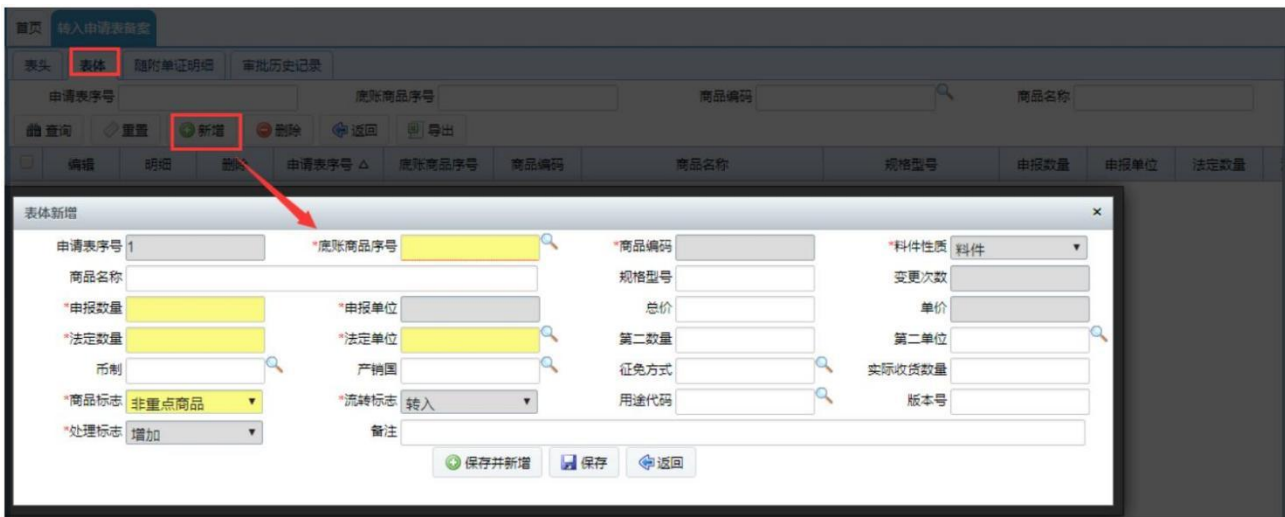 首页 转入申请表备案
表头 表体 随附单证明细 审批历史记录
申请表序号 底账商品序号 商品编码 商品名称
查询 重置 新增 删除 返回 导出
编辑 明细 删除 申请表序号 △ 底账商品序号 商品编码 商品名称 规格型号 申报数量 申报单位 法定数量
表体新增 ×
申请表序号 1 *底账商品序号 *商品编码 *料件性质 料件 ▼
商品名称 规格型号 变更次数
*申报数量 *申报单位 总价 单价
*法定数量 *法定单位 第二数量 第二单位
币制 产销国 征免方式 实际收货数量
*商品标志 非重点商品 ▼ *流转标志 转入 ▼ 用途代码 版本号
*处理标志 增加 ▼ 备注
保存并新增 保存 返回